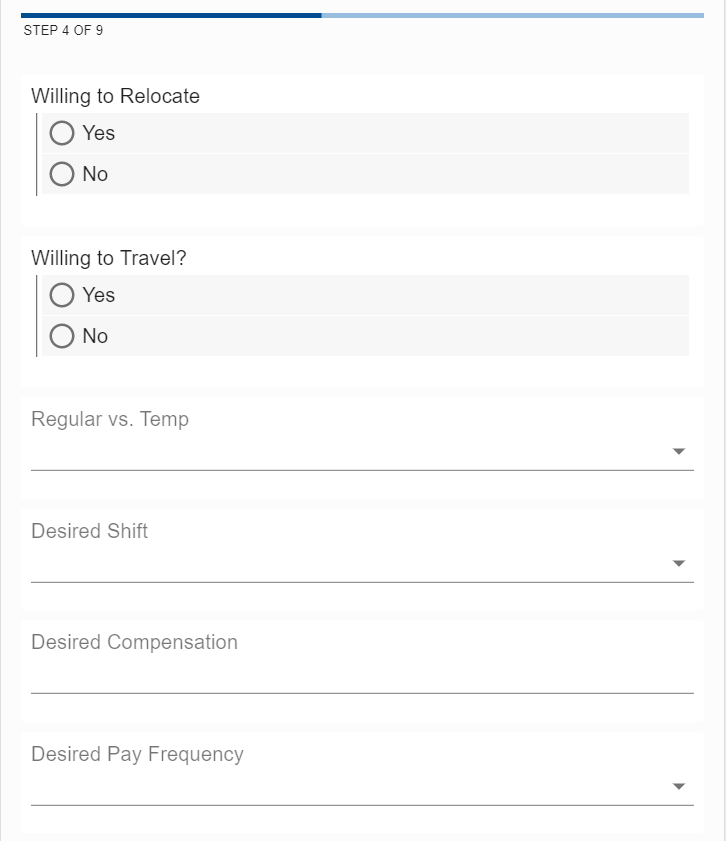 STEP 4 OF 9
Willing to Relocate
Yes
No
Willing to Travel?
Yes
No
Regular vs. Temp
Desired Shift
Desired Compensation
Desired Pay Frequency